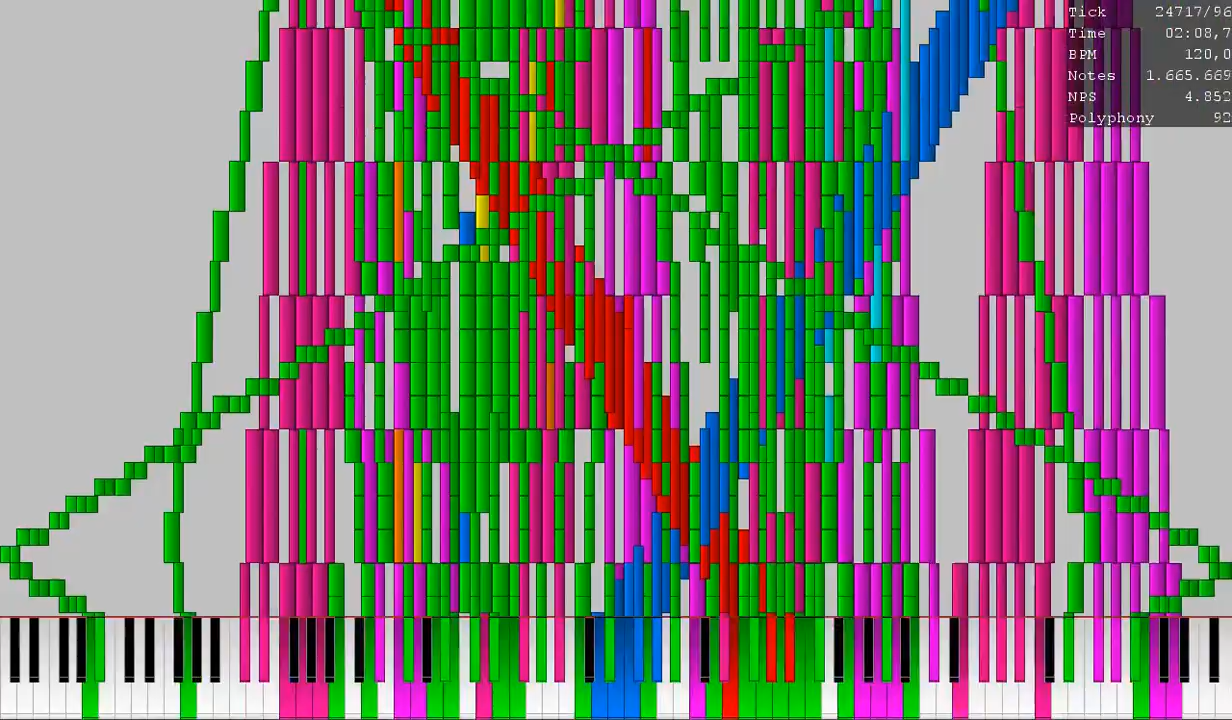 Tick 24717/96
Time 02:08,7
BPM 120,0
Notes 1.665.669
NPS 4.852
Polyphony 92